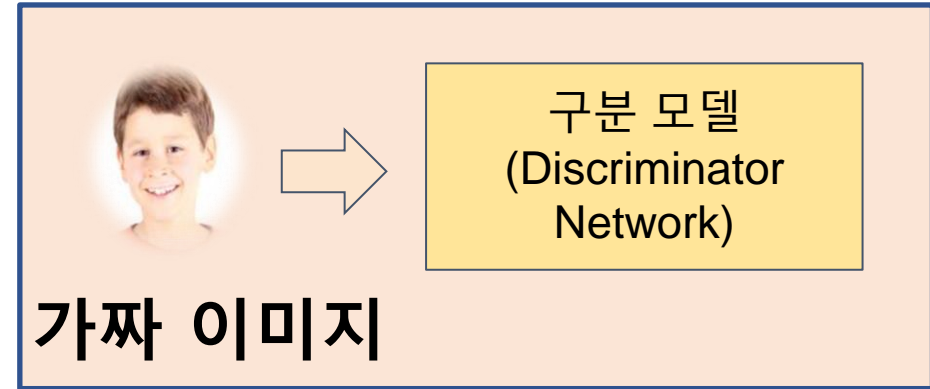 구분 모델
(Discriminator
Network)
가짜 이미지